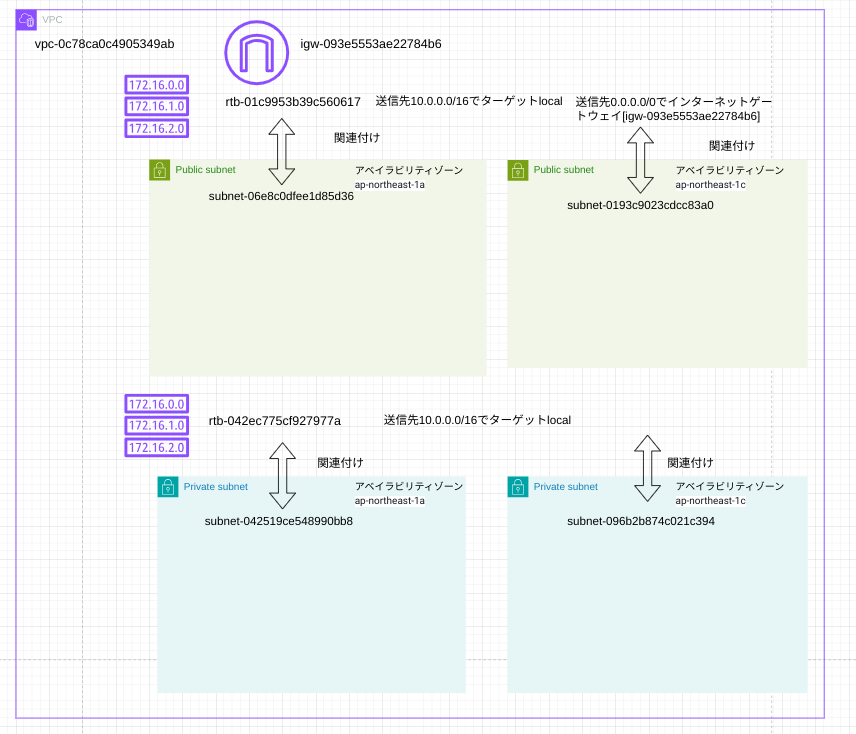 VPC
vpc-0c78ca0c4905349ab
igw-093e5553ae22784b6
172.16.0.0
172.16.1.0
172.16.2.0
rtb-01c9953b39c560617
送信先10.0.0.0/16でターゲットlocal
送信先0.0.0.0/0でインターネットゲー
トウェイ[igw-093e5553ae22784b6]
関連付け
関連付け
Public subnet
アベイラビリティゾーン
ap-northeast-1a
subnet-06e8c0dfee1d85d36
Public subnet
アベイラビリティゾーン
ap-northeast-1c
subnet-0193c9023cdcc83a0
172.16.0.0
172.16.1.0
172.16.2.0
rtb-042ec775cf927977a
送信先10.0.0.0/16でターゲットlocal
関連付け
関連付け
Private subnet
アベイラビリティゾーン
ap-northeast-1a
subnet-042519ce548990bb8
Private subnet
アベイラビリティゾーン
ap-northeast-1c
subnet-096b2b874c021c394